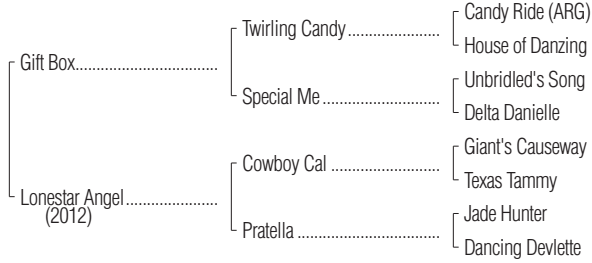 Candy Ride (ARG)
Twirling Candy
House of Danzing
Gift Box
Unbridled's Song
Special Me
Delta Danielle
Giant's Causeway
Cowboy Cal
Texas Tammy
Lonestar Angel
(2012)
Jade Hunter
Pratella
Dancing Devlette